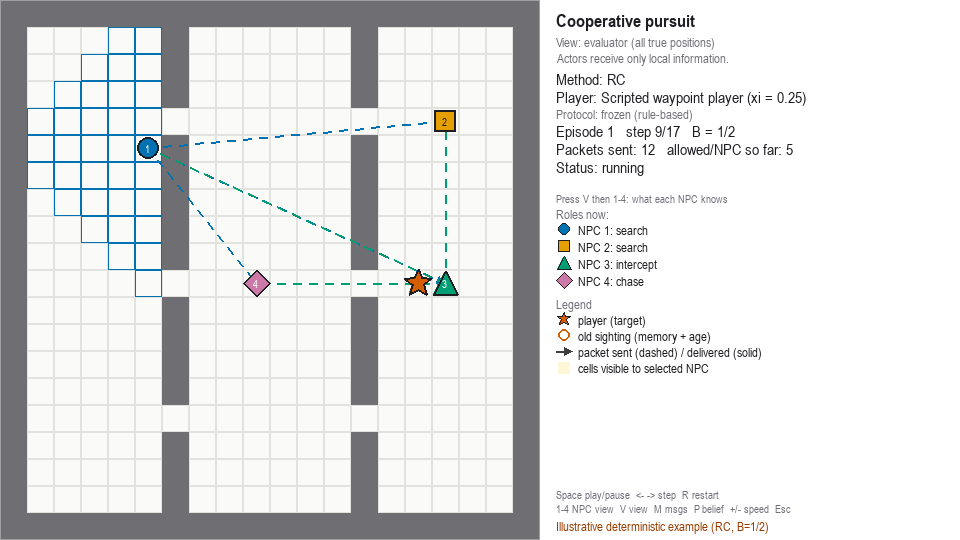 Cooperative pursuit
View: evaluator (all true positions)
Actors receive only local information.
Method: RC
Player: Scripted waypoint player (xi = 0.25)
Protocol: frozen (rule-based)
Episode 1 step 9/17 B = 1/2
Packets sent: 12 allowed/NPC so far: 5
Status: running
Press V then 1-4: what each NPC knows
Roles now:
NPC 1: search
NPC 2: search
NPC 3: intercept
NPC 4: chase
Legend
player (target)
old sighting (memory + age)
packet sent (dashed) / delivered (solid)
cells visible to selected NPC
Space play/pause <- -> step R restart
1-4 NPC view V view M msgs P belief +/- speed Esc
Illustrative deterministic example (RC, B=1/2)
2
1
4
3